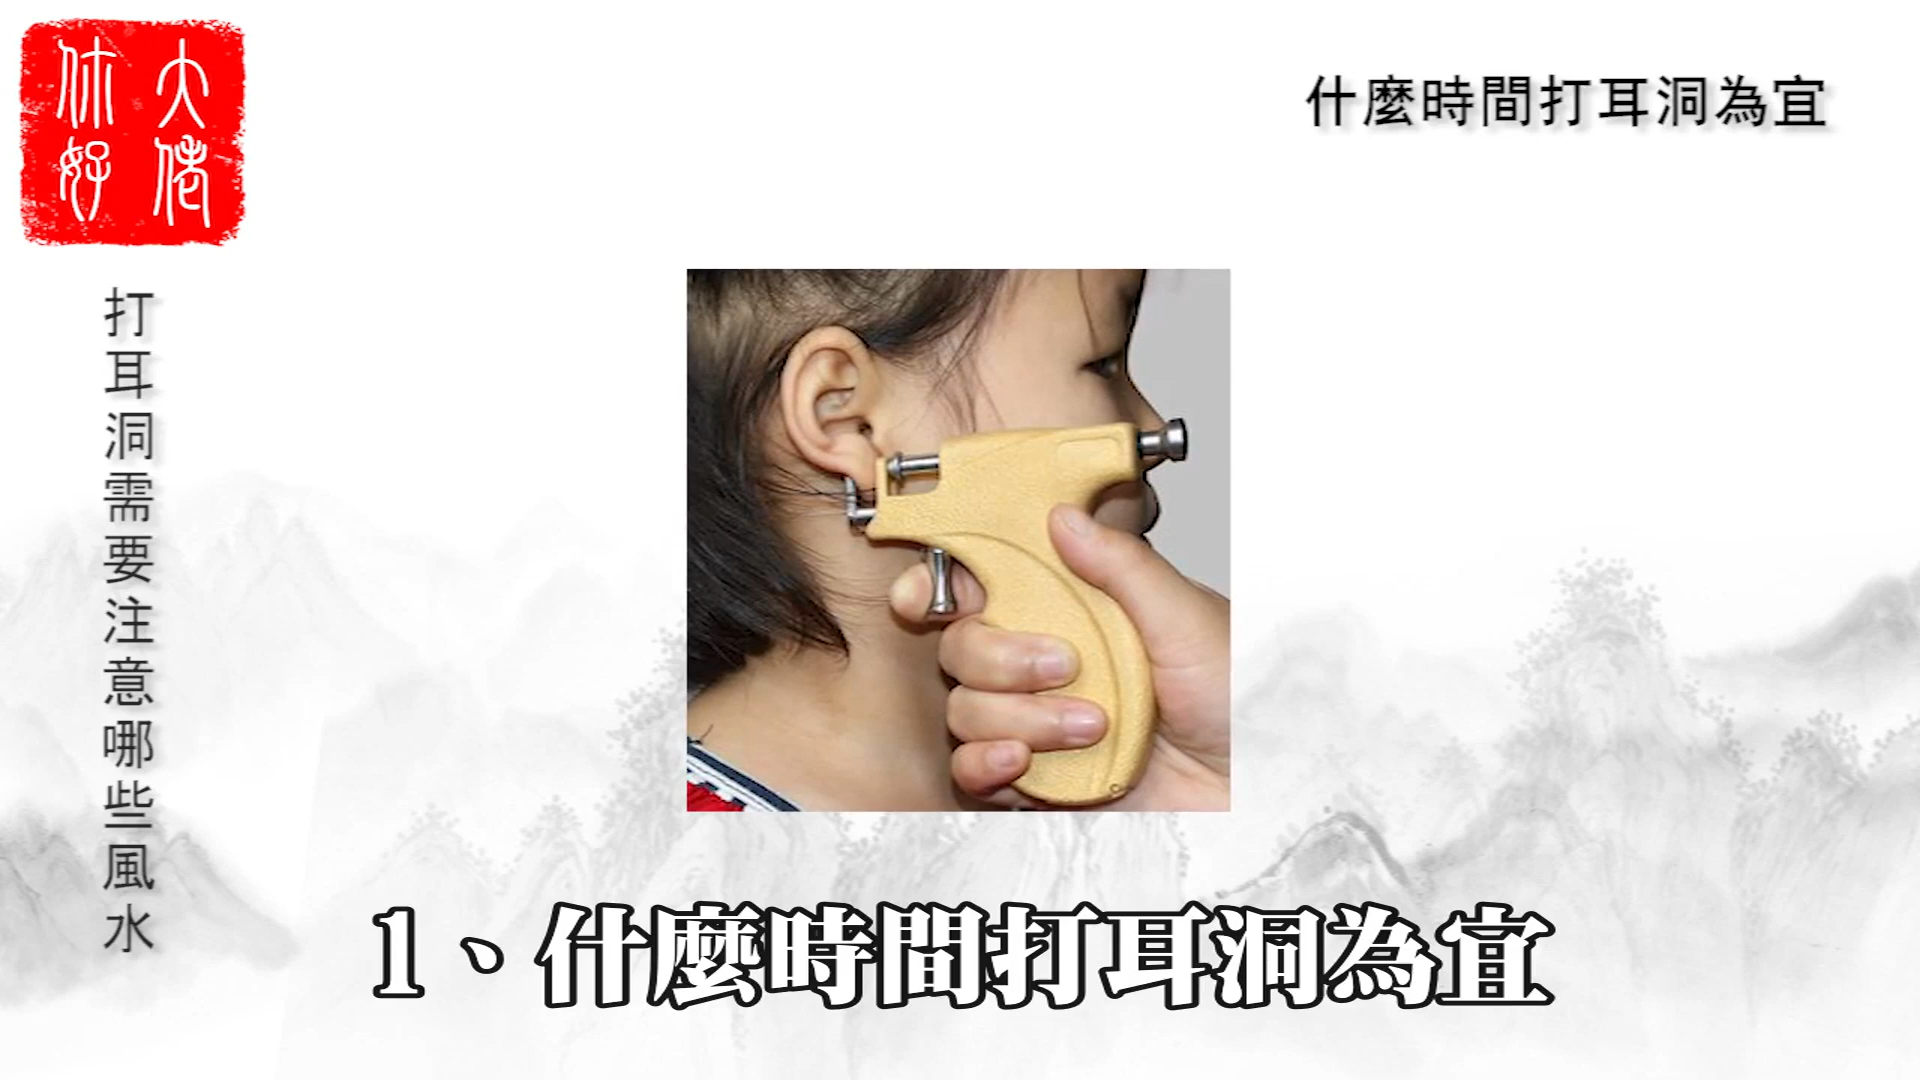 大佬
休好
什麼時間打耳洞為宜
打耳洞需要注意哪些風水
1、什麼時間打耳洞為宜